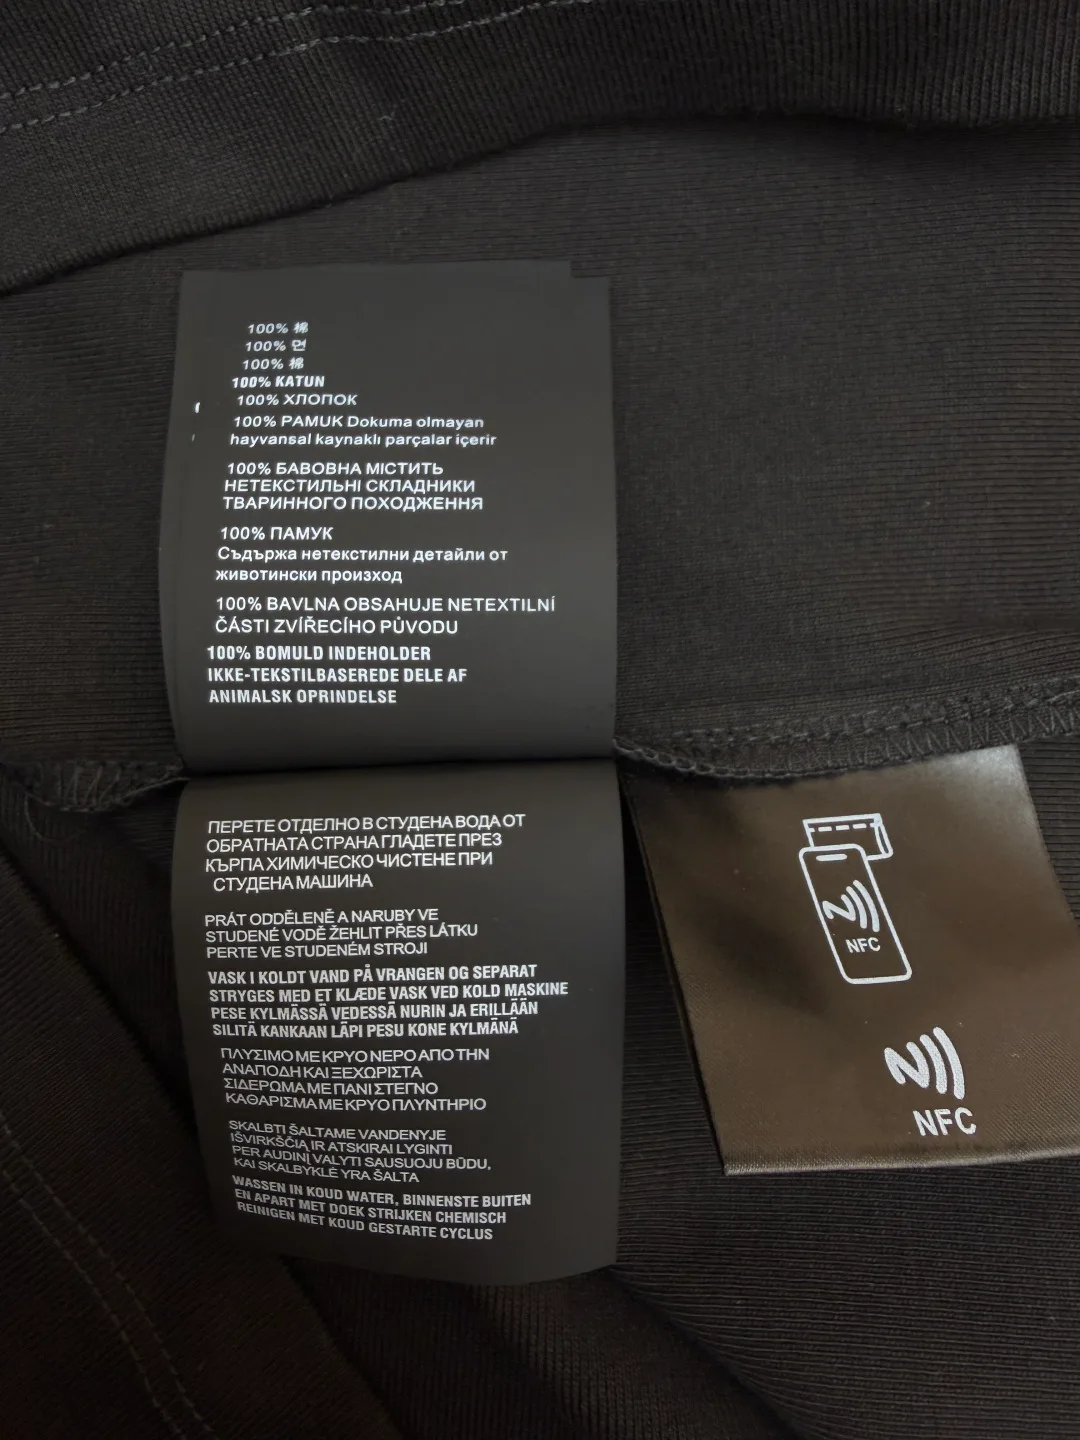 100% 棉
100% 면
100% 棉
100% KATUN
100% ХЛОПОК
100% PAMUK Dokuma olmayan
hayvansal kaynaklı parçalar içerir
100% БАВОВНА МІСТИТЬ
НЕТЕКСТИЛЬНІ СКЛАДНИКИ
ТВАРИННОГО ПОХОДЖЕННЯ
100% ПАМУК
Съдържа нетекстилни детайли от
животински произход
100% BAVLNA OBSAHUJE NETEXTILNÍ
ČÁSTI ZVÍŘECÍHO PŮVODU
100% BOMULD INDEHOLDER
IKKE-TEKSTILBASEREDE DELE AF
ANIMALSK OPRINDELSE
ПЕРЕТЕ ОТДЕЛНО В СТУДЕНА ВОДА ОТ
ОБРАТНАТА СТРАНА ГЛАДЕТЕ ПРЕЗ
КЪРПА ХИМИЧЕСКО ЧИСТЕНЕ ПРИ
СТУДЕНА МАШИНА
PRÁT ODDĚLENĚ A NARUBY VE
STUDENÉ VODĚ ŽEHLIT PŘES LÁTKU
PERTE VE STUDENÉM STROJI
VASK I KOLDT VAND PÅ VRANGEN OG SEPARAT
STRYGES MED ET KLÆDE VASK VED KOLD MASKINE
PESE KYLMÄSSÄ VEDESSÄ NURIN JA ERILLÄÄN
SILITÄ KANKAAN LÄPI PESU KONE KYLMÄNÄ
ΠΛΥΣΙΜΟ ΜΕ ΚΡΥΟ ΝΕΡΟ ΑΠΟ ΤΗΝ
ΑΝΑΠΟΔΗ ΚΑΙ ΞΕΧΩΡΙΣΤΑ
ΣΙΔΕΡΩΜΑ ΜΕ ΠΑΝΙ ΣΤΕΓΝΟ
ΚΑΘΑΡΙΣΜΑ ΜΕ ΚΡΥΟ ΠΛΥΝΤΗΡΙΟ
SKALBTI ŠALTAME VANDENYJE
IŠVIRKŠČIĄ IR ATSKIRAI LYGINTI
PER AUDINĮ VALYTI SAUSUOJU BŪDU,
KAI SKALBYKLĖ YRA ŠALTA
WASSEN IN KOUD WATER, BINNENSTE BUITEN
EN APART MET DOEK STRIJKEN CHEMISCH
REINIGEN MET KOUD GESTARTE CYCLUS
NFC
NFC